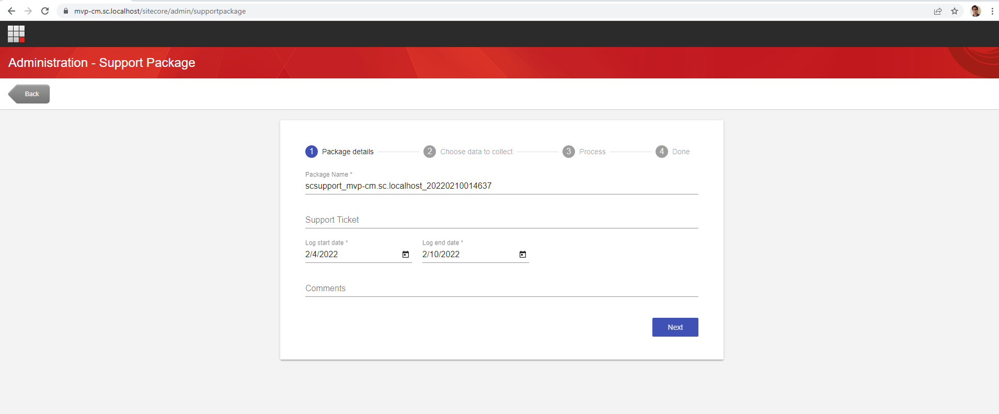 mvp-cm.sc.localhost/sitecore/admin/supportpackage
Administration - Support Package
Back
1 Package details 2 Choose data to collect 3 Process 4 Done
Package Name *
scsupport_mvp-cm.sc.localhost_20220210014637
Support Ticket
Log start date * Log end date *
2/4/2022 2/10/2022
Comments
Next